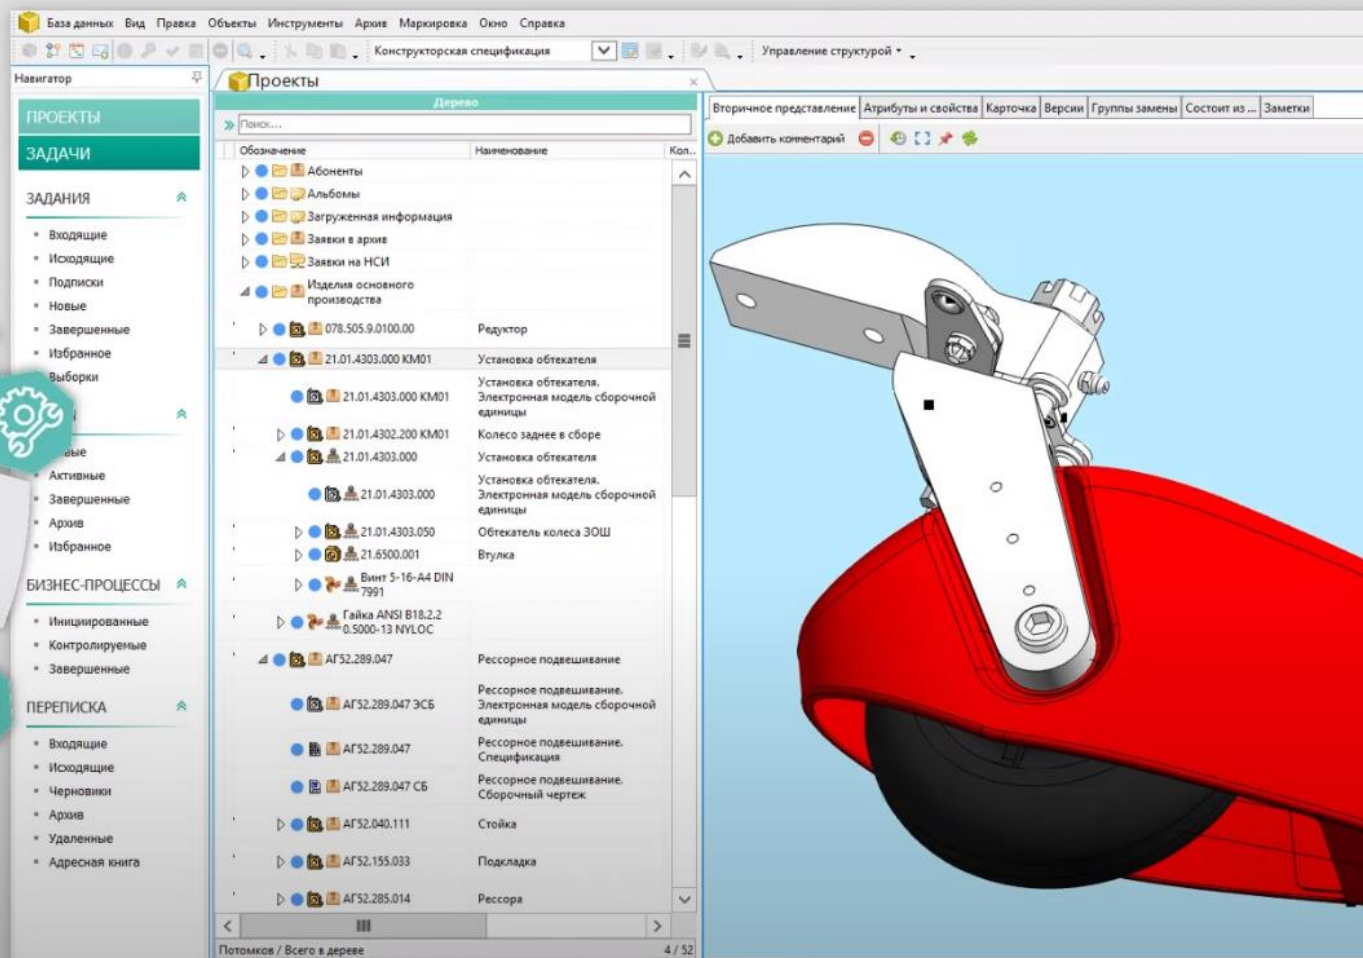 База данных Вид Правка Объекты Инструменты Архив Маркировка Окно Справка
Конструкторская спецификация Управление структурой
Навигатор
ПРОЕКТЫ
ЗАДАЧИ
ЗАДАНИЯ
Входящие
Исходящие
Подписки
Новые
Завершенные
Избранное
Выборки
Активные
Завершенные
Архив
Избранное
БИЗНЕС-ПРОЦЕССЫ
Инициированные
Контролируемые
Завершенные
ПЕРЕПИСКА
Входящие
Исходящие
Черновики
Архив
Удаленные
Адресная книга
Проекты
Дерево
Поиск...
Обозначение Наименование Кол..
Абоненты
Альбомы
Загруженная информация
Заявки в архив
Заявки на НСИ
Изделия основного
производства
078.505.9.0100.00 Редуктор
21.01.4303.000 КМ01 Установка обтекателя
Установка обтекателя.
21.01.4303.000 КМ01 Электронная модель сборочной
единицы
21.01.4302.200 КМ01 Колесо заднее в сборе
21.01.4303.000 Установка обтекателя
Установка обтекателя.
21.01.4303.000 Электронная модель сборочной
единицы
21.01.4303.050 Обтекатель колеса ЗОШ
21.6500.001 Втулка
Винт 5-16-A4 DIN
7991
Гайка ANSI B18.2.2
0.5000-13 NYLOC
АГ52.289.047 Рессорное подвешивание
Рессорное подвешивание.
АГ52.289.047 ЭСБ Электронная модель сборочной
единицы
АГ52.289.047 Рессорное подвешивание.
Спецификация
АГ52.289.047 СБ Рессорное подвешивание.
Сборочный чертеж
АГ52.040.111 Стойка
АГ52.155.033 Подкладка
АГ52.285.014 Рессора
Потомков / Всего в дереве 4 / 52
Вторичное представление Атрибуты и свойства Карточка Версии Группы замены Состоит из ... Заметки
Добавить комментарий